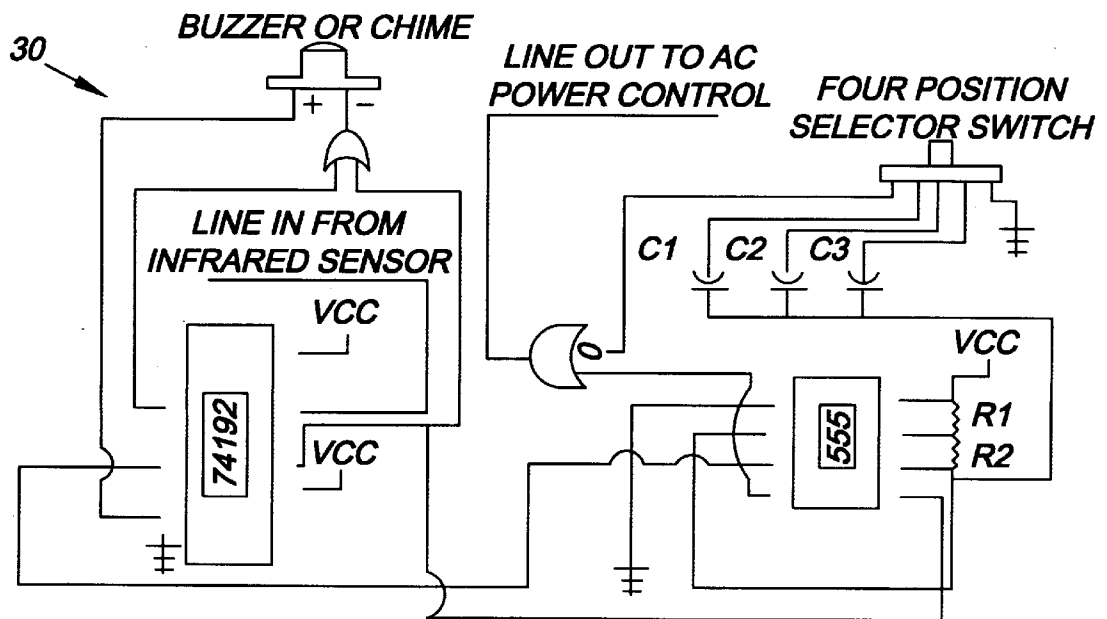 30
BUZZER OR CHIME
+ −
LINE OUT TO AC
POWER CONTROL
FOUR POSITION
SELECTOR SWITCH
LINE IN FROM
INFRARED SENSOR
C1 C2 C3
VCC
VCC
74192
0
VCC
R1
R2
555